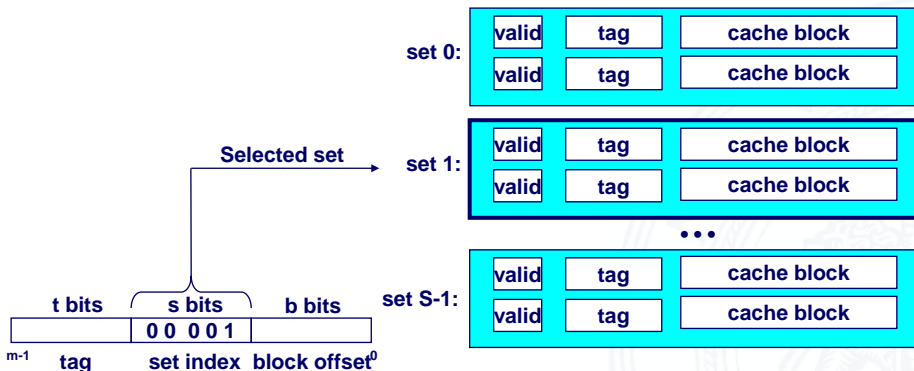 valid tag cache block
set 0:
valid tag cache block
valid tag cache block
Selected set
set 1:
valid tag cache block
•••
valid tag cache block
t bits s bits b bits
set S-1:
valid tag cache block
0 0 0 0 1
m-1 tag set index block offset 0